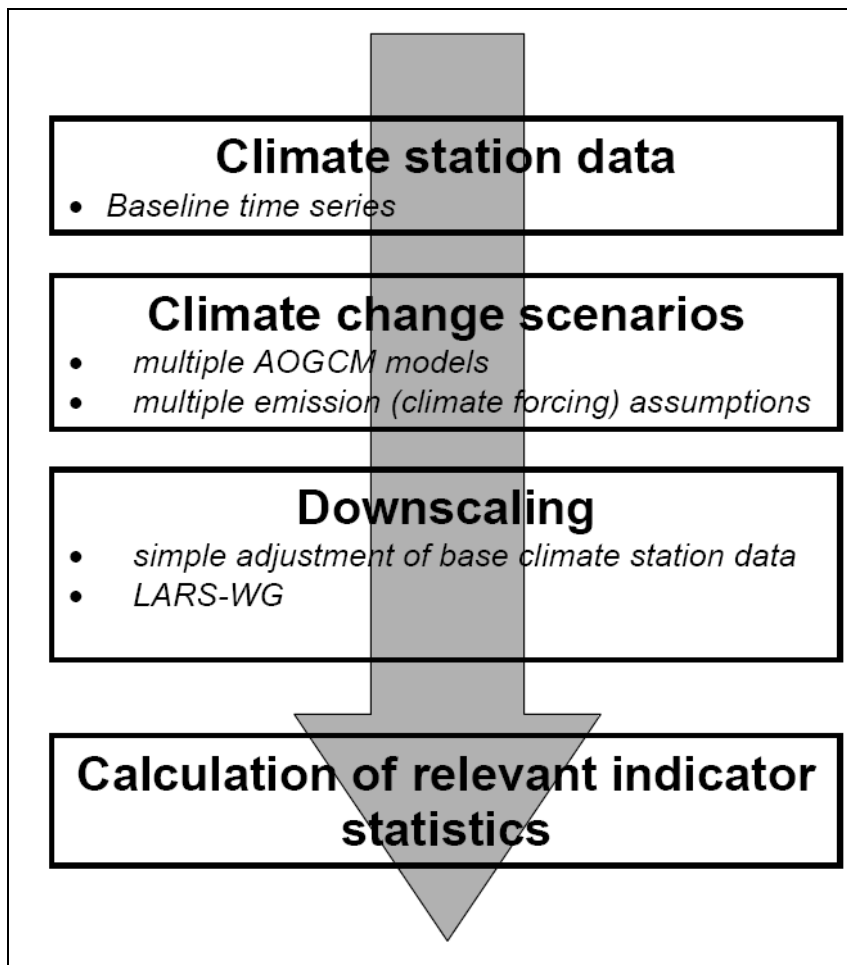 Climate station data
• Baseline time series
Climate change scenarios
• multiple AOGCM models
• multiple emission (climate forcing) assumptions
Downscaling
• simple adjustment of base climate station data
• LARS-WG
Calculation of relevant indicator
statistics